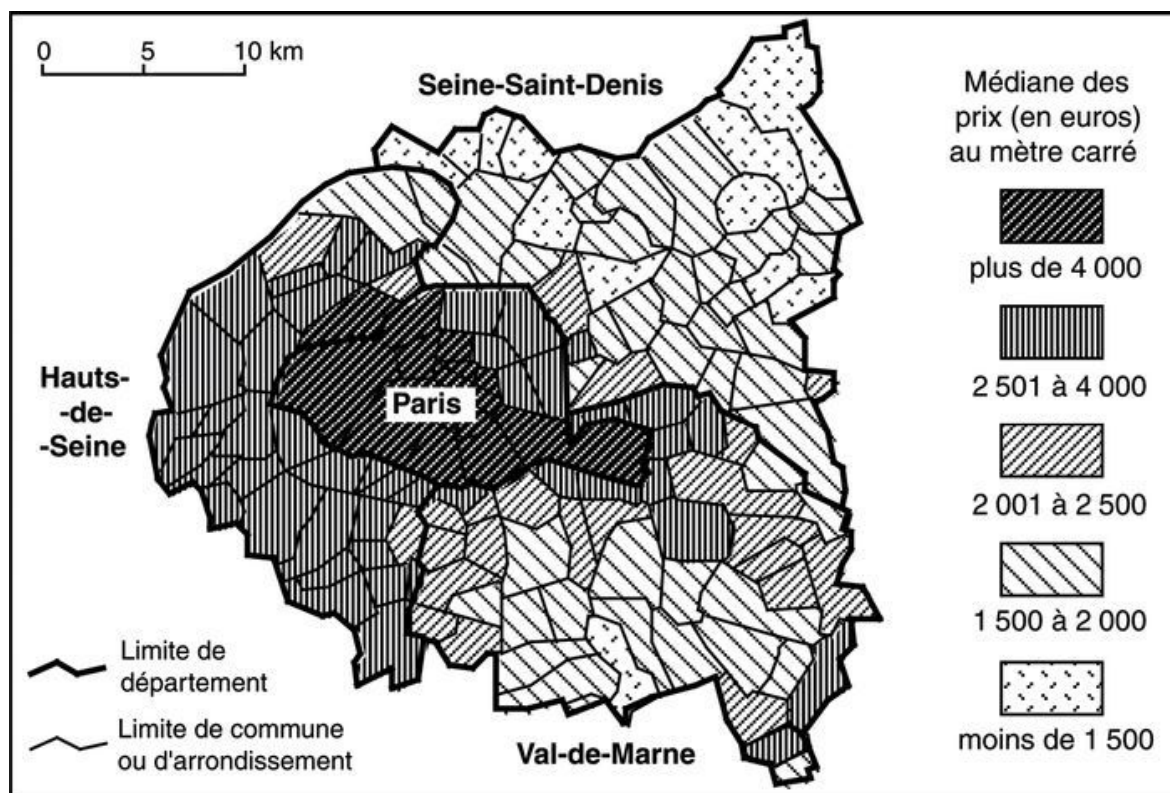 0 5 10 km
Seine-Saint-Denis
Hauts-
-de-
-Seine
Paris
Val-de-Marne
Limite de
département
Limite de commune
ou d'arrondissement
Médiane des
prix (en euros)
au mètre carré
plus de 4 000
2 501 à 4 000
2 001 à 2 500
1 500 à 2 000
moins de 1 500